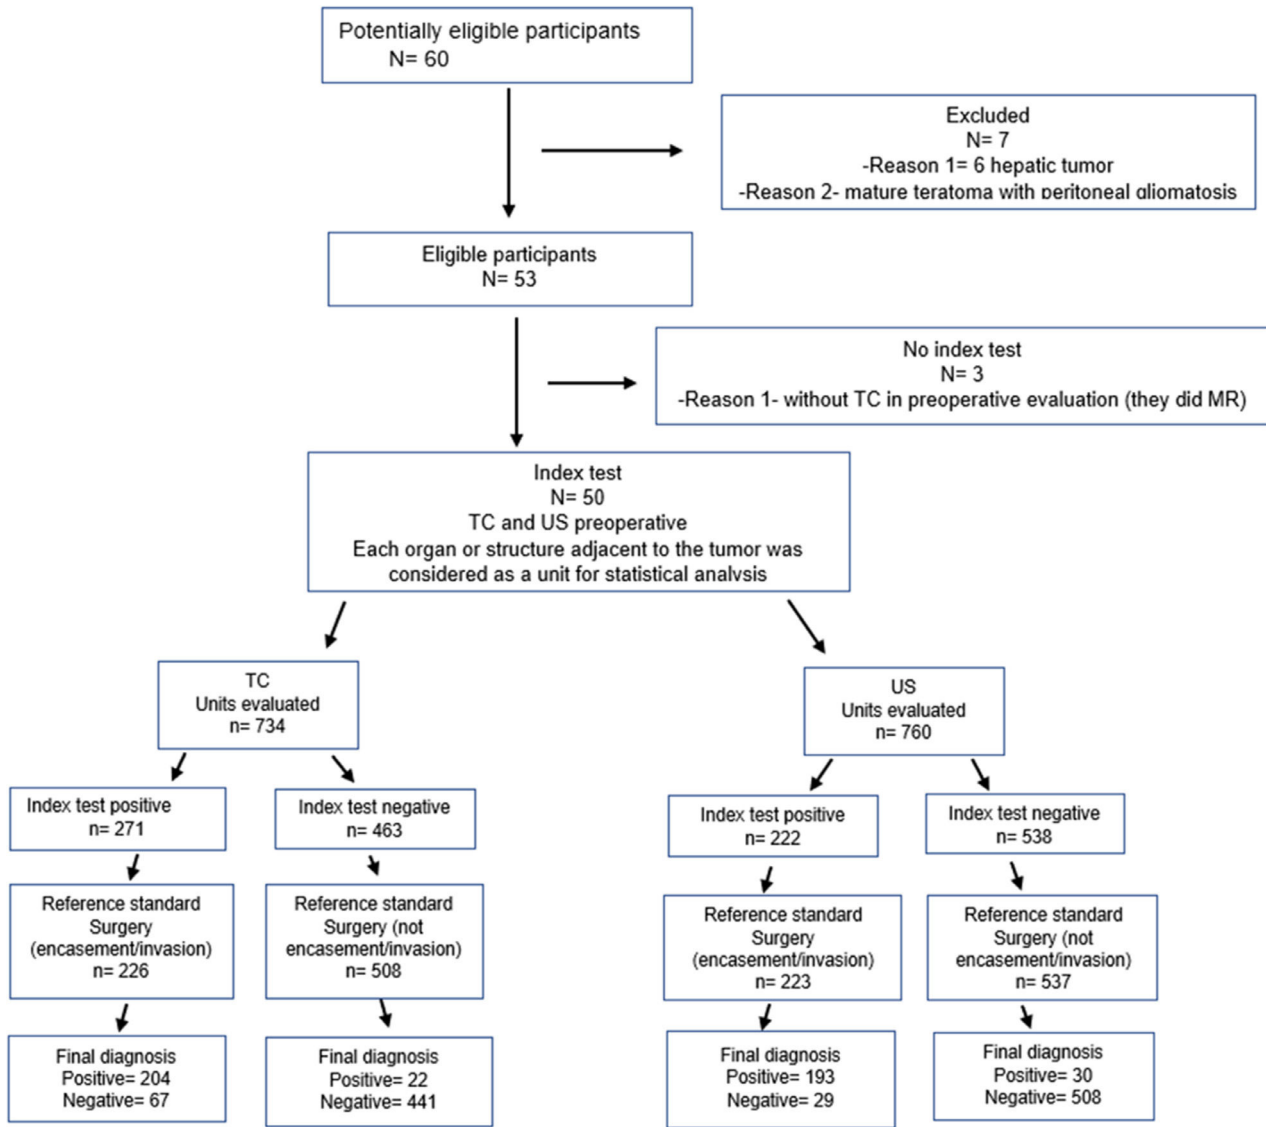 Potentially eligible participants
N= 60
Excluded
N= 7
-Reason 1= 6 hepatic tumor
-Reason 2- mature teratoma with peritoneal gliomatosis
Eligible participants
N= 53
No index test
N= 3
-Reason 1- without TC in preoperative evaluation (they did MR)
Index test
N= 50
TC and US preoperative
Each organ or structure adjacent to the tumor was
considered as a unit for statistical analysis
TC
Units evaluated
n= 734
US
Units evaluated
n= 760
Index test positive
n= 271
Index test negative
n= 463
Index test positive
n= 222
Index test negative
n= 538
Reference standard
Surgery
(encasement/invasion)
n= 226
Reference standard
Surgery (not
encasement/invasion)
n= 508
Reference standard
Surgery
(encasement/invasion)
n= 223
Reference standard
Surgery (not
encasement/invasion)
n= 537
Final diagnosis
Positive= 204
Negative= 67
Final diagnosis
Positive= 22
Negative= 441
Final diagnosis
Positive= 193
Negative= 29
Final diagnosis
Positive= 30
Negative= 508